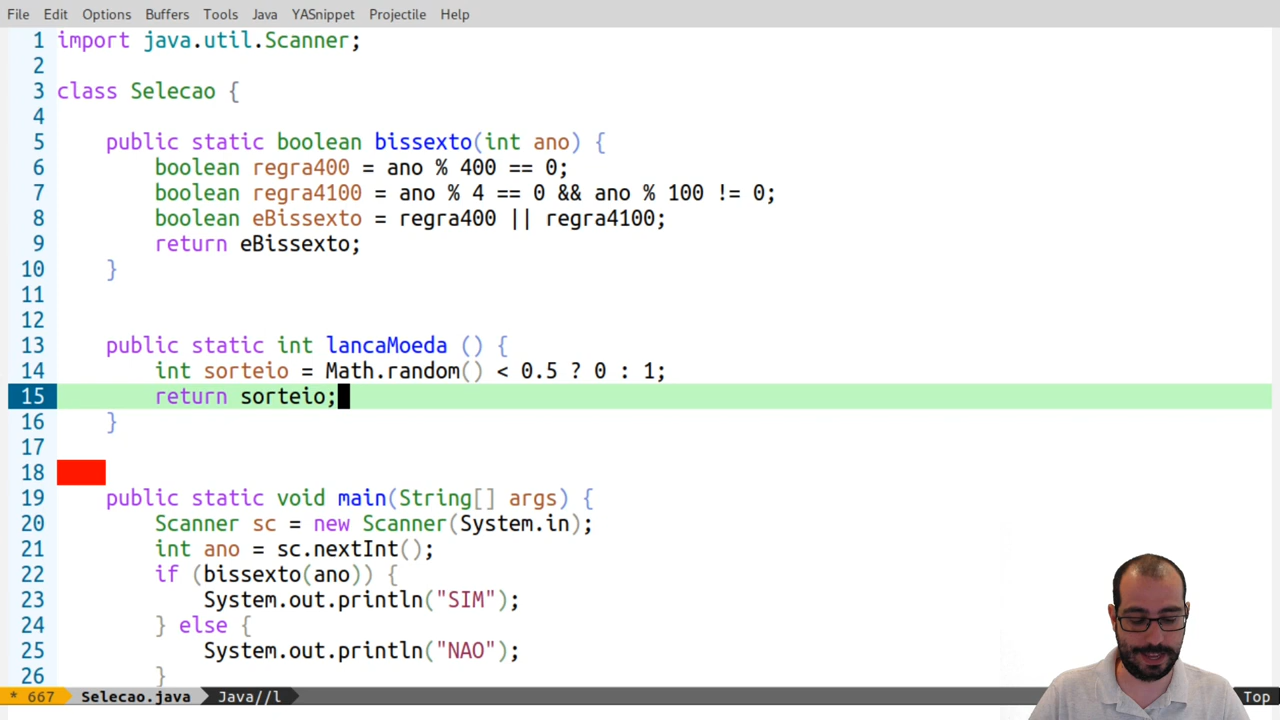 File Edit Options Buffers Tools Java YASnippet Projectile Help
1 import java.util.Scanner;
2
3 class Selecao {
4
5 public static boolean bissexto(int ano) {
6 boolean regra400 = ano % 400 == 0;
7 boolean regra4100 = ano % 4 == 0 && ano % 100 != 0;
8 boolean eBissexto = regra400 || regra4100;
9 return eBissexto;
10 }
11
12
13 public static int lancaMoeda () {
14 int sorteio = Math.random() < 0.5 ? 0 : 1;
15 return sorteio;
16 }
17
18
19 public static void main(String[] args) {
20 Scanner sc = new Scanner(System.in);
21 int ano = sc.nextInt();
22 if (bissexto(ano)) {
23 System.out.println("SIM");
24 } else {
25 System.out.println("NAO");
26 }
* 667 Selecao.java Java//l Top